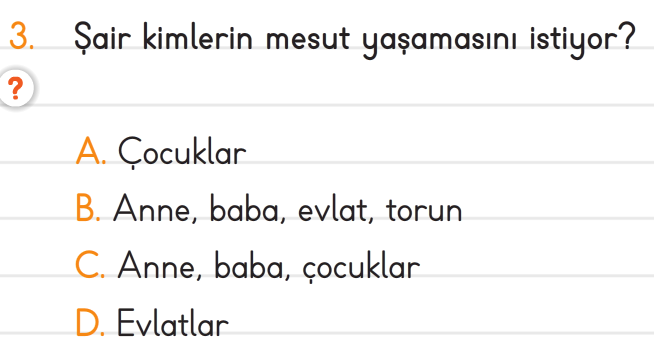 3. Şair kimlerin mesut yaşamasını istiyor?
?
A. Çocuklar
B. Anne, baba, evlat, torun
C. Anne, baba, çocuklar
D. Evlatlar